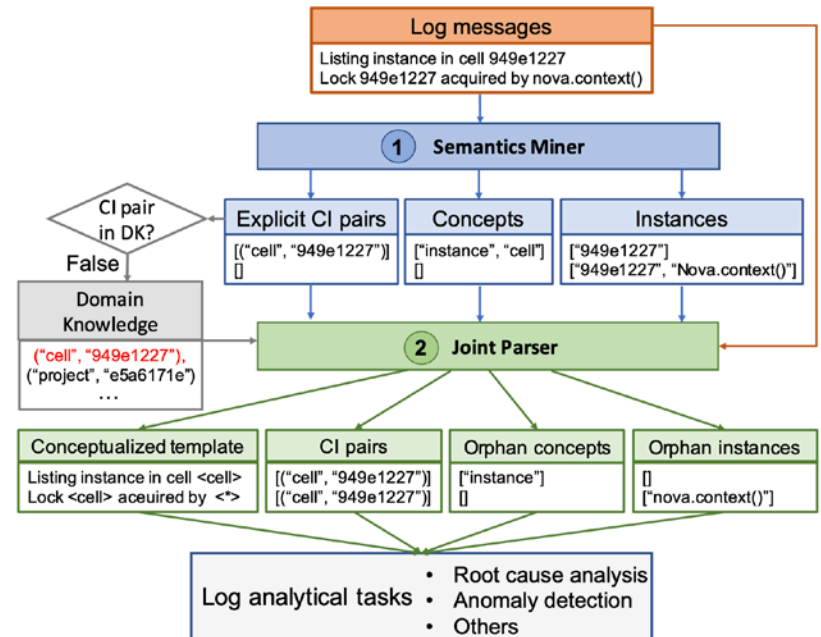 Log messages
Listing instance in cell 949e1227
Lock 949e1227 acquired by nova.context()
1 Semantics Miner
CI pair
in DK?
False
Explicit CI pairs
[("cell", "949e1227")]
[]
Concepts
["instance", "cell"]
[]
Instances
["949e1227"]
["949e1227", "Nova.context()"]
Domain
Knowledge
("cell", "949e1227"),
("project", "e5a6171e")
...
2 Joint Parser
Conceptualized template
Listing instance in cell <cell>
Lock <cell> aceuired by <*>
CI pairs
[("cell", "949e1227")]
[("cell", "949e1227")]
Orphan concepts
["instance"]
[]
Orphan instances
[]
["nova.context()"]
Log analytical tasks
• Root cause analysis
• Anomaly detection
• Others